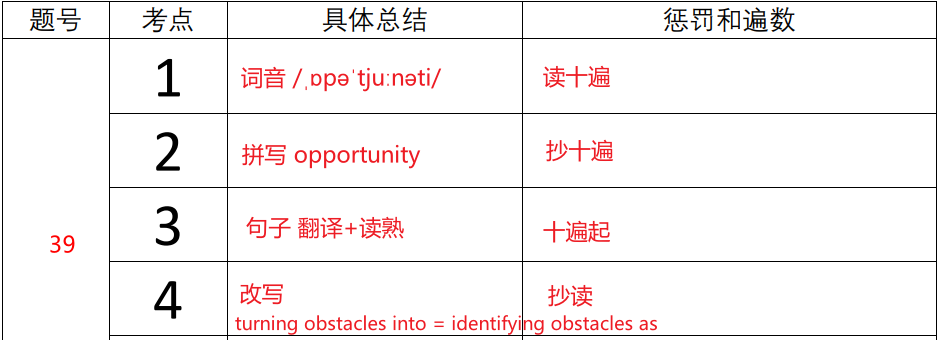 题号 考点 具体总结 惩罚和遍数
1 词音 /ˌɒpəˈtjuːnəti/ 读十遍
2 拼写 opportunity 抄十遍
39 3 句子 翻译+读熟 十遍起
4 改写 抄读
turning obstacles into = identifying obstacles as